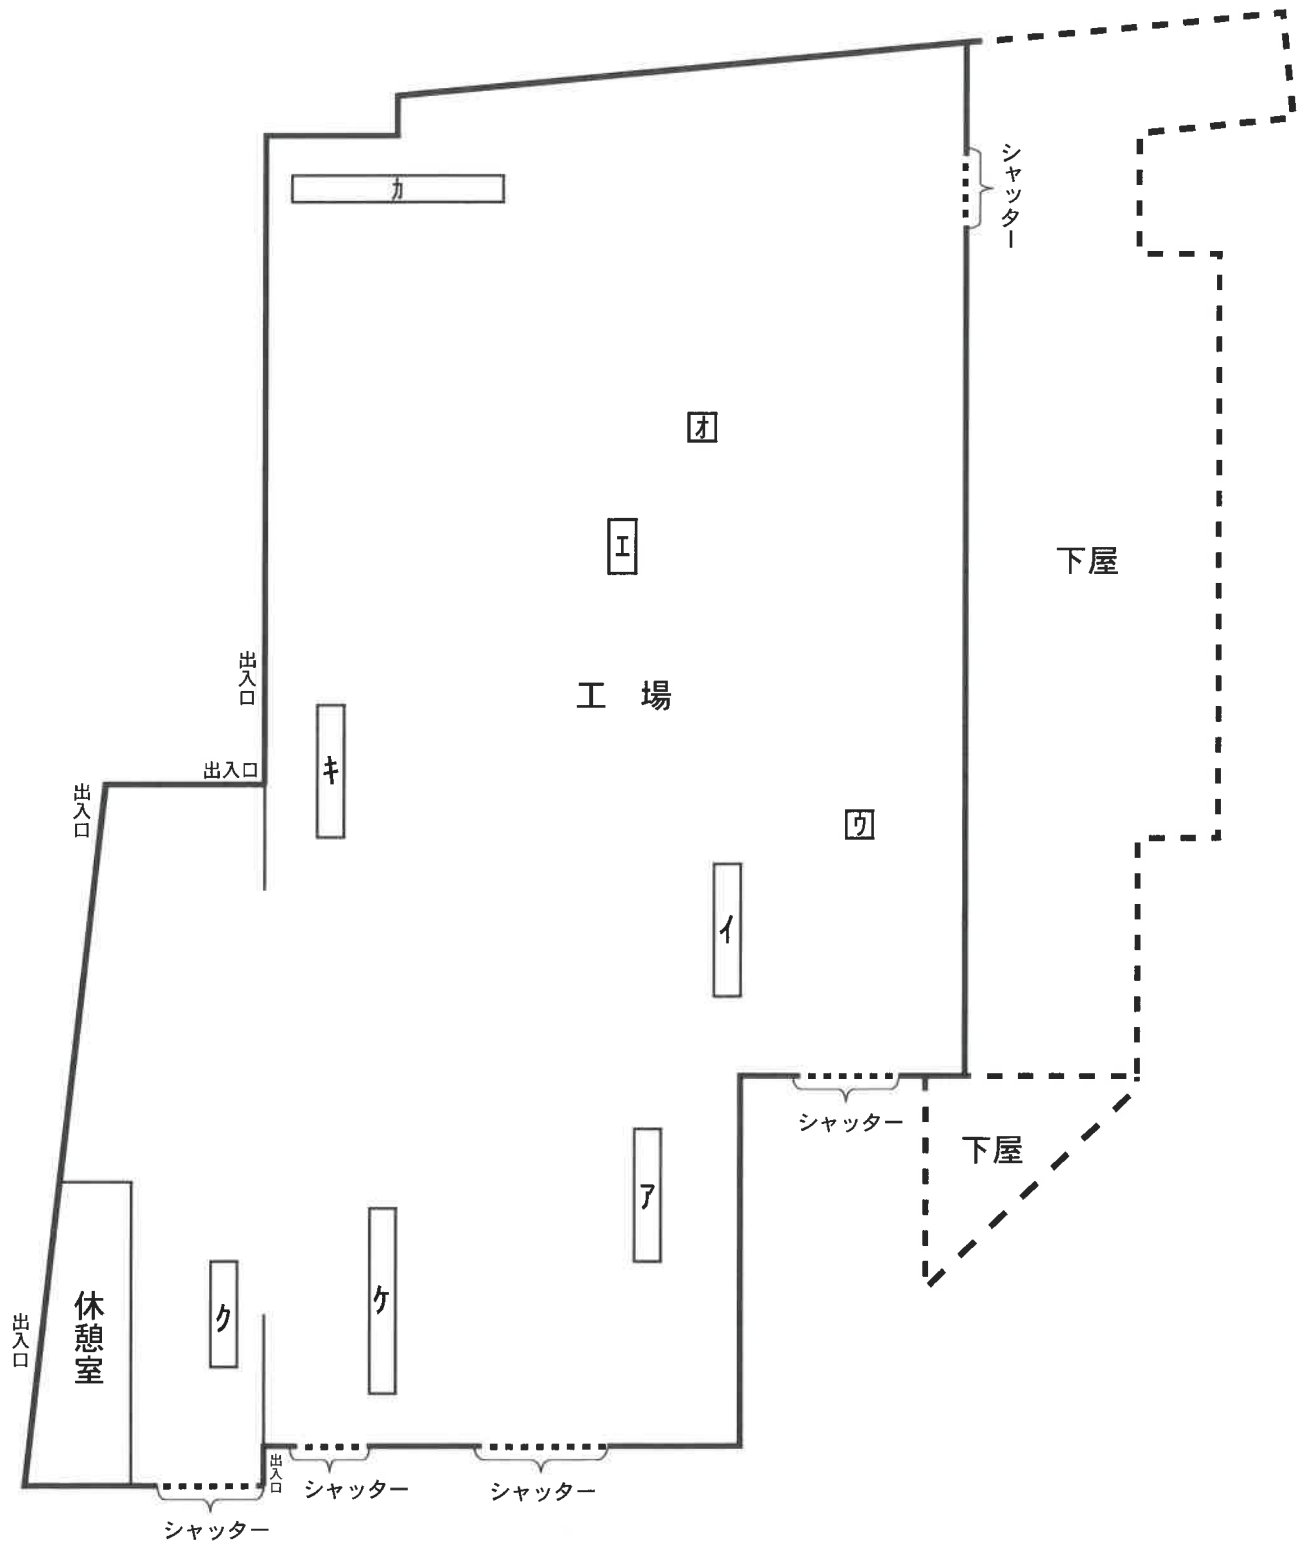 シャッター
カ
オ
エ
下屋
出入口
工 場
キ
出入口
出入口
ウ
イ
シャッター
下屋
ア
休憩室
ク
ケ
出入口
出入口
シャッター
シャッター
シャッター